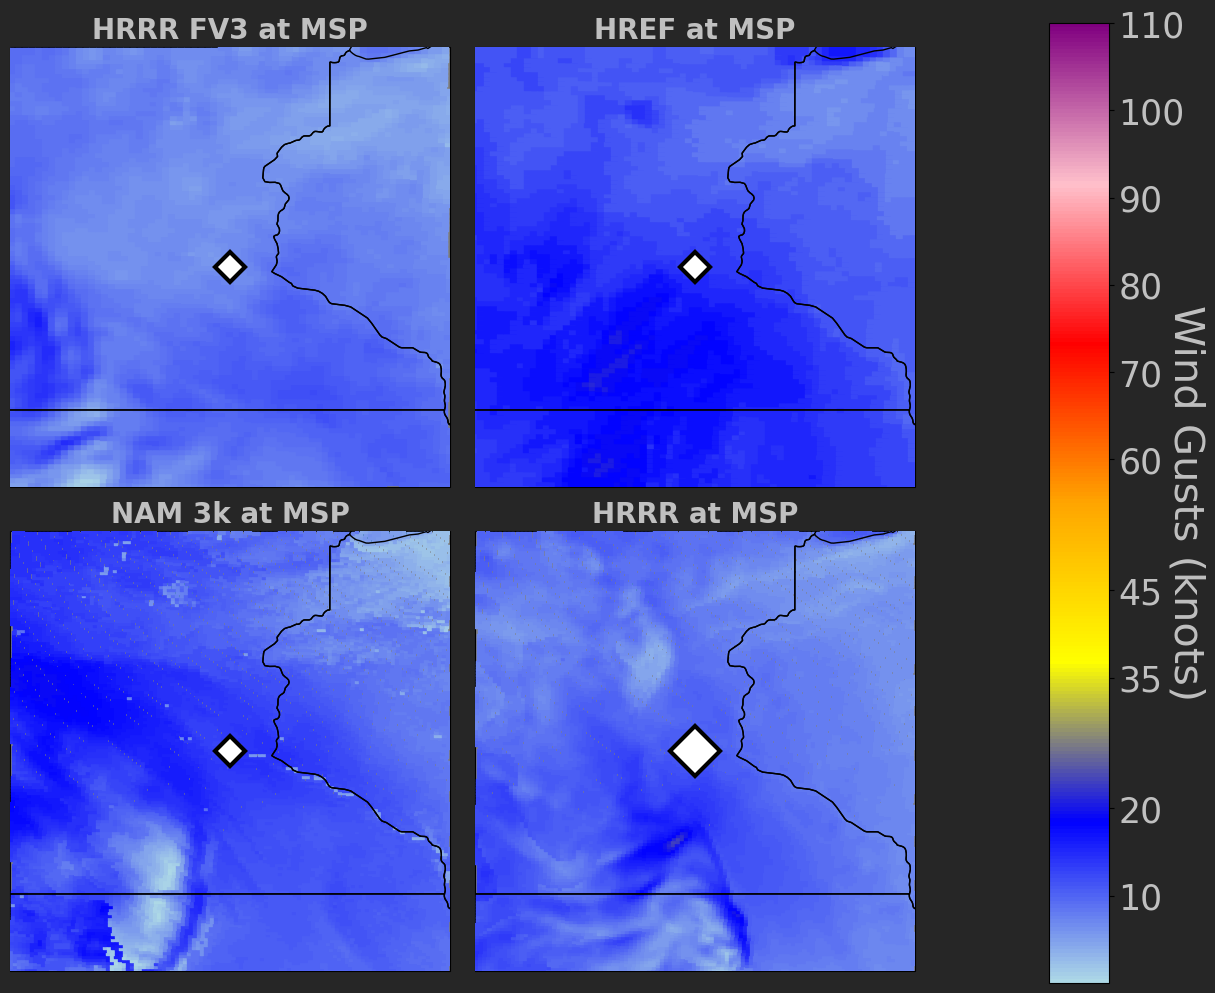 HRRR FV3 at MSP
HREF at MSP
NAM 3k at MSP
HRRR at MSP
110
100
90
80
70
60
45
35
20
10
Wind Gusts (knots)